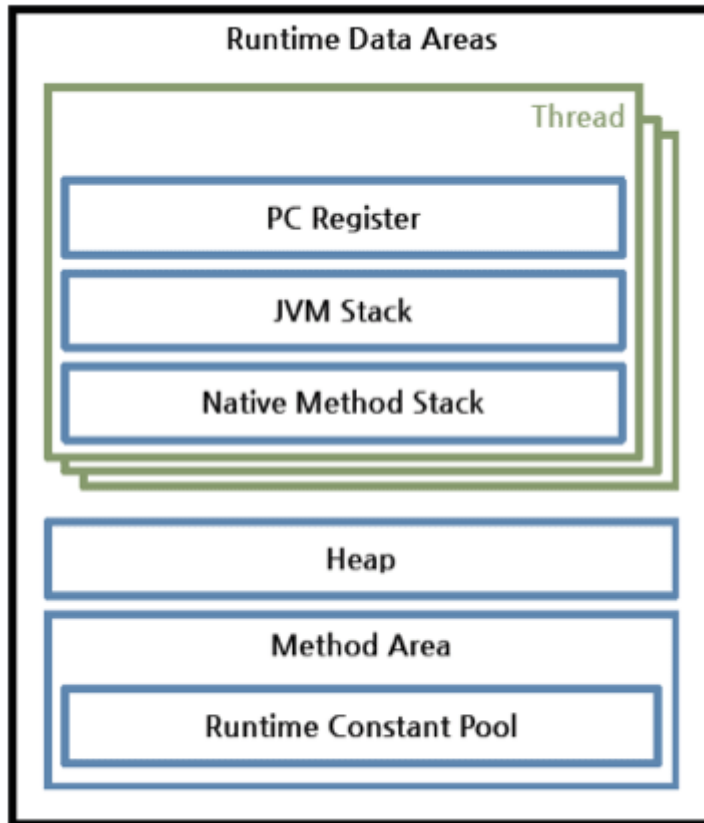 Runtime Data Areas
Thread
PC Register
JVM Stack
Native Method Stack
Heap
Method Area
Runtime Constant Pool